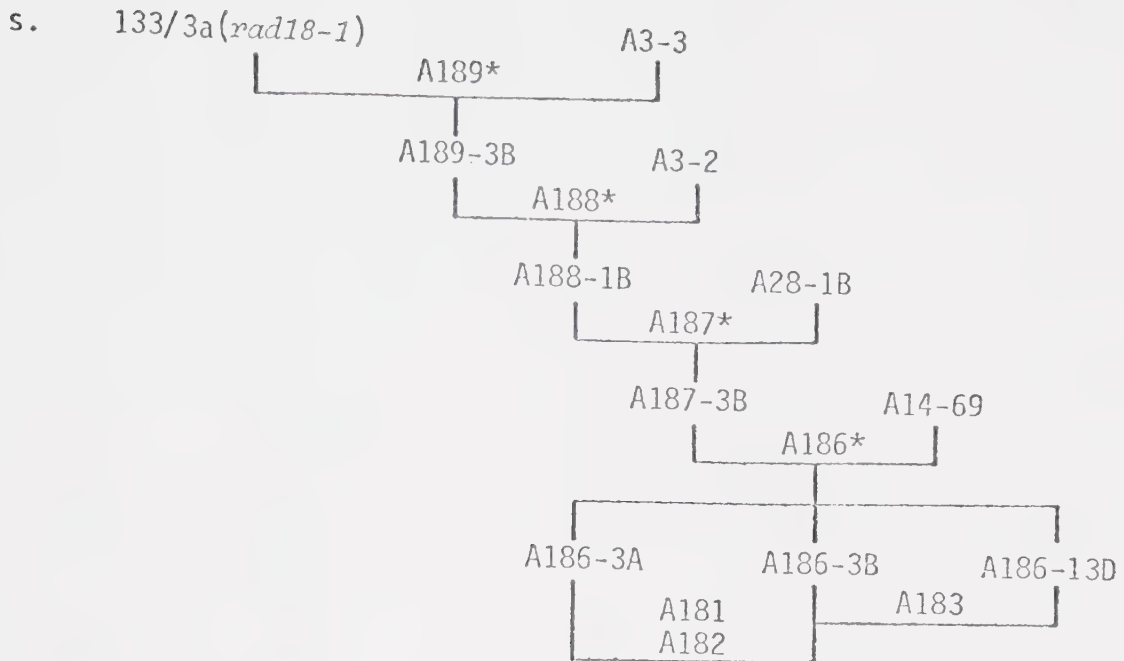 s. 133/3a(rad18-1) A3-3
A189*
A189-3B A3-2
A188*
A188-1B A28-1B
A187*
A187-3B A14-69
A186*
A186-3A A186-3B A186-13D
A181 A183
A182